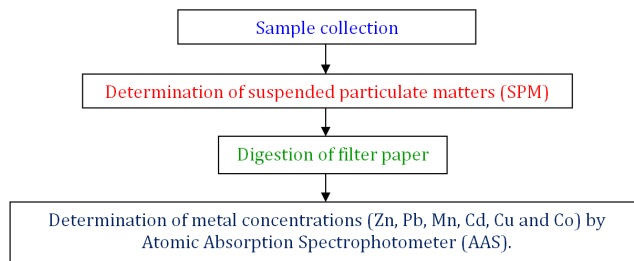 Sample collection
Determination of suspended particulate matters (SPM)
Digestion of filter paper
Determination of metal concentrations (Zn, Pb, Mn, Cd, Cu and Co) by
Atomic Absorption Spectrophotometer (AAS).